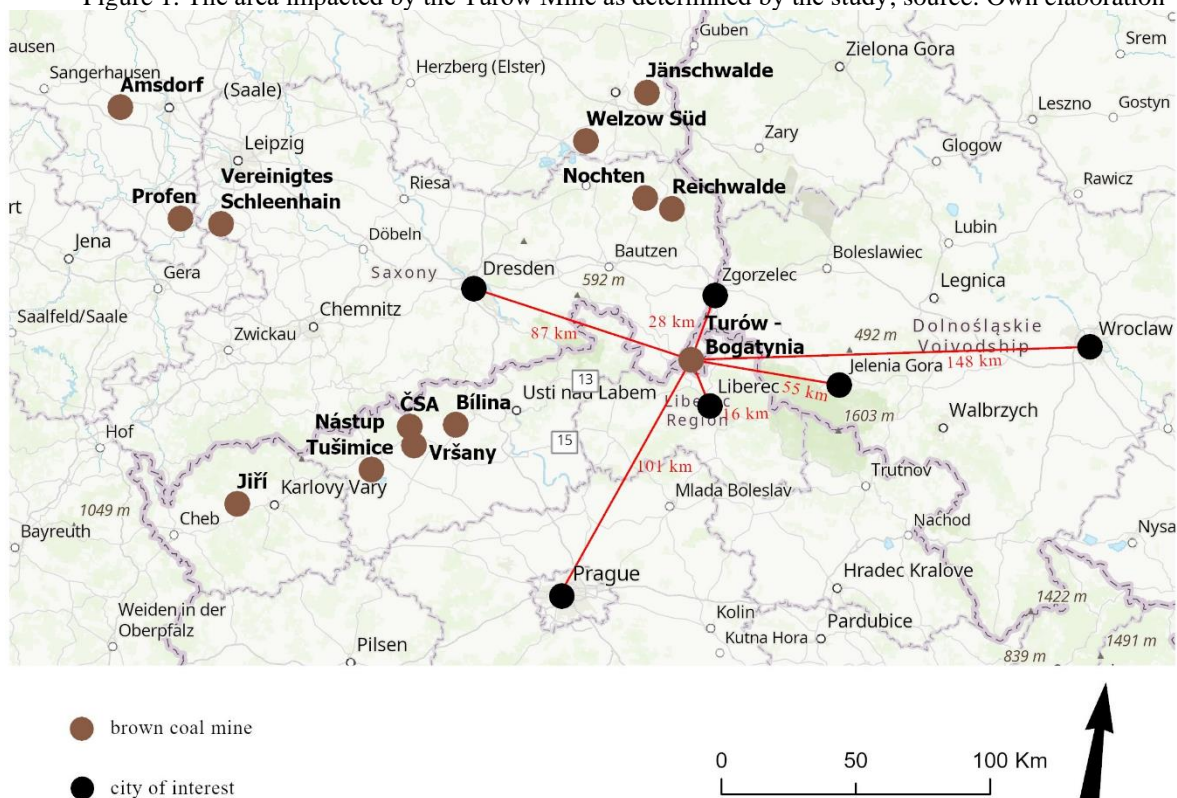 Figure 1. The area impacted by the Turów Mine as determined by the study; source: Own elaboration
ausen
Sangerhausen
Amsdorf
(Saale)
Herzberg (Elster)
Guben
Jänschwalde
Zielona Gora
Srem
Leszno
Gostyn
Welzow Süd
Zary
Leipzig
Glogow
Vereinigtes
Schleenhain
Profen
Riesa
Nochten
Reichwalde
Rawicz
rt
Jena
Gera
Döbeln
Bautzen
Lubin
Boleslawiec
Saxony
Dresden
592 m
Zgorzelec
Legnica
Saalfeld/Saale
Chemnitz
Zwickau
87 km
28 km
Turów -
Bogatynia
492 m
Dolnośląskie
Voivodship
Wroclaw
148 km
Jelenia Gora
55 km
13
Usti nad Labem
Liberec
16 km
Liberec
Region
1603 m
Walbrzych
ČSA
Bílina
Nástup
Tušimice
Vršany
15
Hof
101 km
Trutnov
Jiří
Karlovy Vary
Mlada Boleslav
1049 m
Cheb
Bayreuth
Nachod
Nysa
Prague
Hradec Kralove
Weiden in der
Oberpfalz
Kolin
Pardubice
1422 m
Pilsen
Kutna Hora
839 m
1491 m
brown coal mine
city of interest
0 50 100 Km